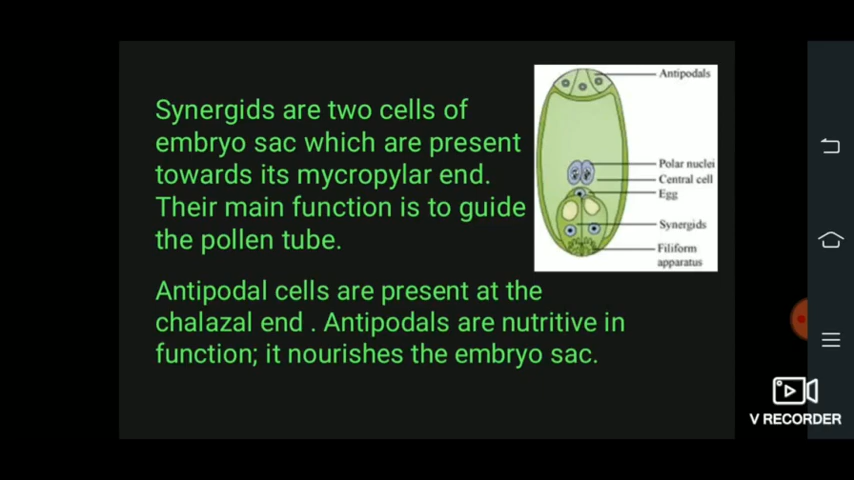 Synergids are two cells of
embryo sac which are present
towards its mycropylar end.
Their main function is to guide
the pollen tube.
Antipodal cells are present at the
chalazal end . Antipodals are nutritive in
function; it nourishes the embryo sac.
Antipodals
Polar nuclei
Central cell
Egg
Synergids
Filiform
apparatus
V RECORDER